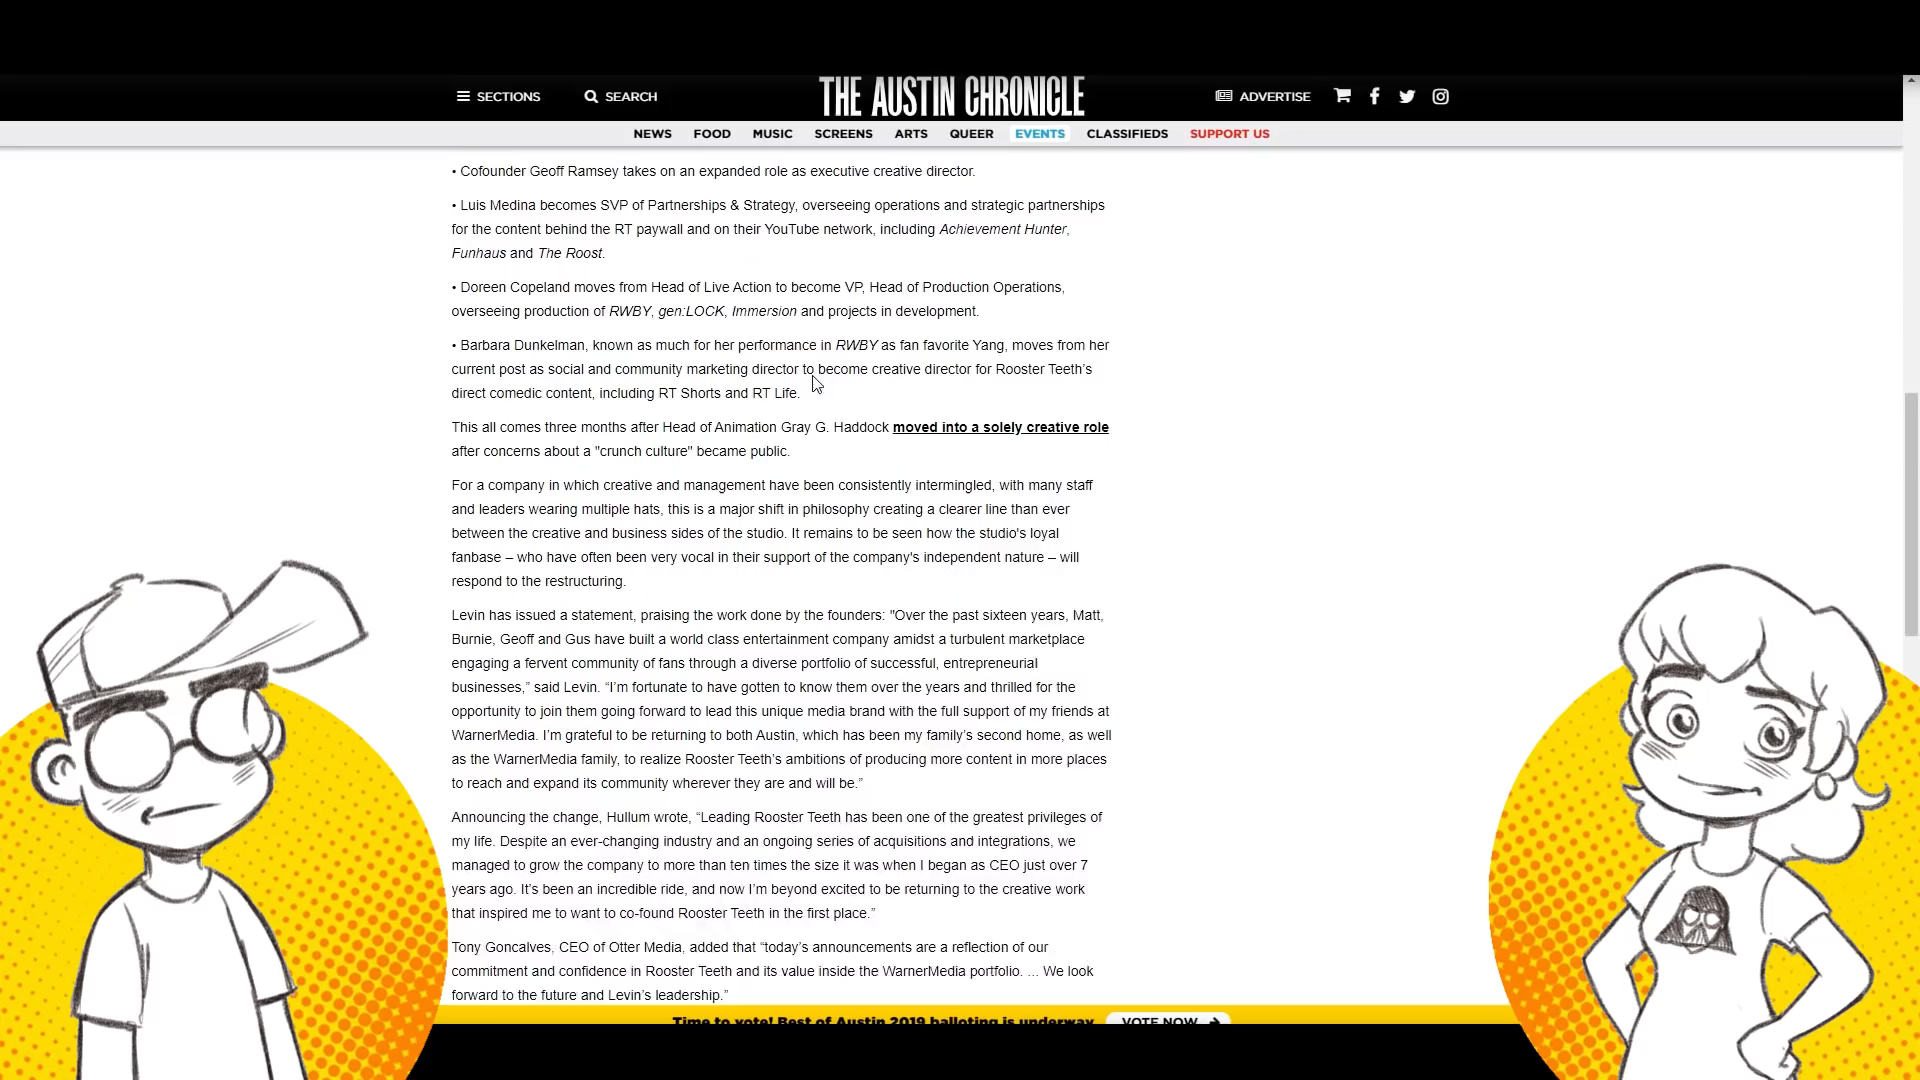 SECTIONS SEARCH THE AUSTIN CHRONICLE ADVERTISE
NEWS FOOD MUSIC SCREENS ARTS QUEER EVENTS CLASSIFIEDS SUPPORT US
• Cofounder Geoff Ramsey takes on an expanded role as executive creative director.
• Luis Medina becomes SVP of Partnerships & Strategy, overseeing operations and strategic partnerships
for the content behind the RT paywall and on their YouTube network, including Achievement Hunter,
Funhaus and The Roost.
• Doreen Copeland moves from Head of Live Action to become VP, Head of Production Operations,
overseeing production of RWBY, gen:LOCK, Immersion and projects in development.
• Barbara Dunkelman, known as much for her performance in RWBY as fan favorite Yang, moves from her
current post as social and community marketing director to become creative director for Rooster Teeth’s
direct comedic content, including RT Shorts and RT Life.
This all comes three months after Head of Animation Gray G. Haddock moved into a solely creative role
after concerns about a "crunch culture" became public.
For a company in which creative and management have been consistently intermingled, with many staff
and leaders wearing multiple hats, this is a major shift in philosophy creating a clearer line than ever
between the creative and business sides of the studio. It remains to be seen how the studio's loyal
fanbase – who have often been very vocal in their support of the company's independent nature – will
respond to the restructuring.
Levin has issued a statement, praising the work done by the founders: "Over the past sixteen years, Matt,
Burnie, Geoff and Gus have built a world class entertainment company amidst a turbulent marketplace
engaging a fervent community of fans through a diverse portfolio of successful, entrepreneurial
businesses,” said Levin. “I’m fortunate to have gotten to know them over the years and thrilled for the
opportunity to join them going forward to lead this unique media brand with the full support of my friends at
WarnerMedia. I’m grateful to be returning to both Austin, which has been my family’s second home, as well
as the WarnerMedia family, to realize Rooster Teeth’s ambitions of producing more content in more places
to reach and expand its community wherever they are and will be.”
Announcing the change, Hullum wrote, “Leading Rooster Teeth has been one of the greatest privileges of
my life. Despite an ever-changing industry and an ongoing series of acquisitions and integrations, we
managed to grow the company to more than ten times the size it was when I began as CEO just over 7
years ago. It’s been an incredible ride, and now I’m beyond excited to be returning to the creative work
that inspired me to want to co-found Rooster Teeth in the first place.”
Tony Goncalves, CEO of Otter Media, added that “today’s announcements are a reflection of our
commitment and confidence in Rooster Teeth and its value inside the WarnerMedia portfolio. ... We look
forward to the future and Levin’s leadership.”
Time to vote! Best of Austin 2019 balloting is underway VOTE NOW